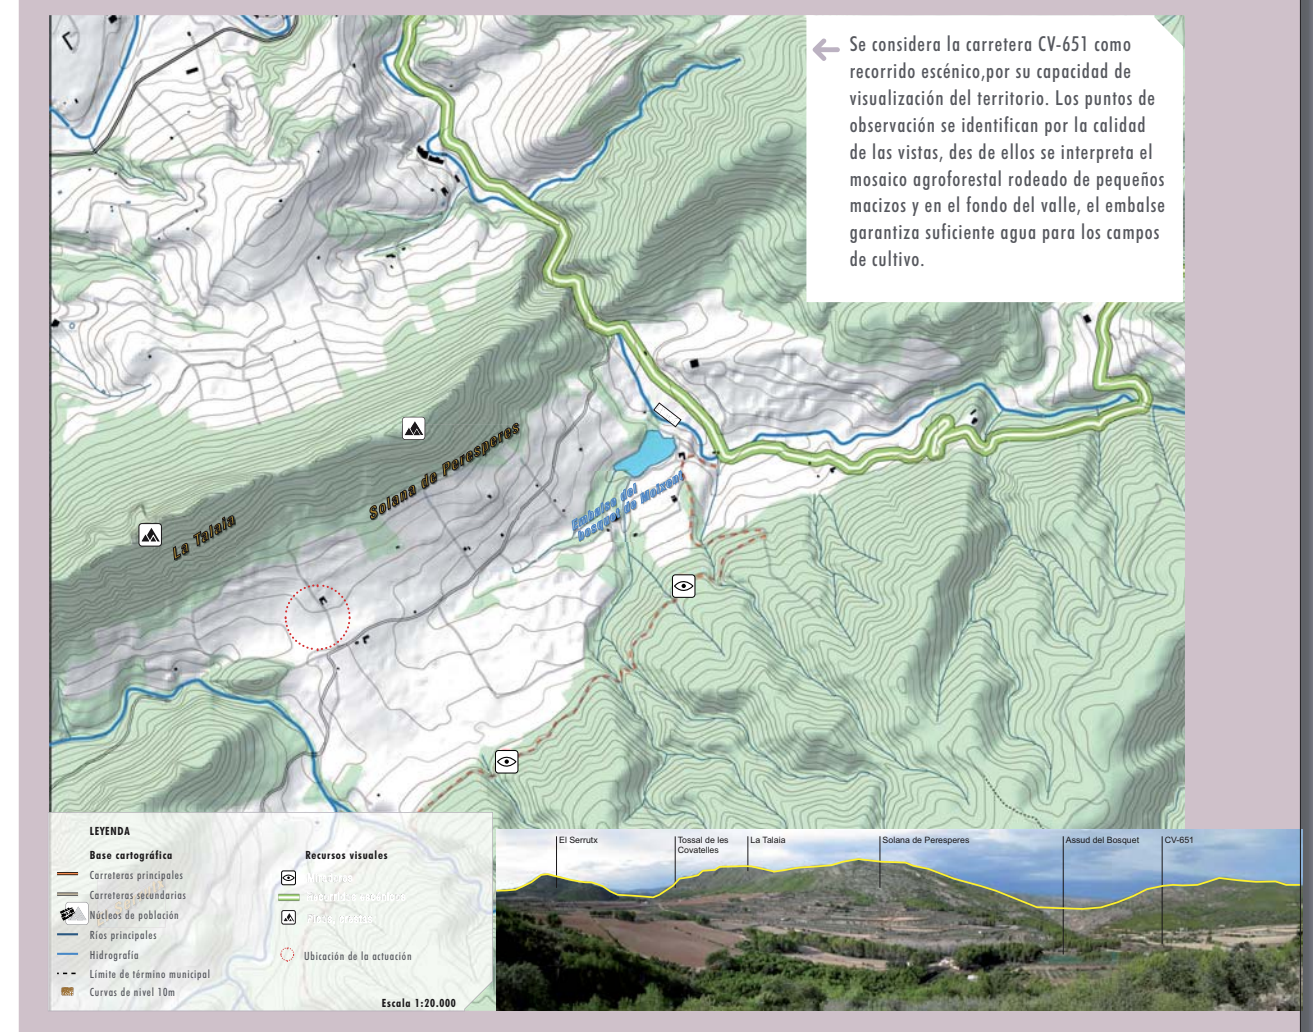 Se considera la carretera CV-651 como
recorrido escénico,por su capacidad de
visualización del territorio. Los puntos de
observación se identifican por la calidad
de las vistas, des de ellos se interpreta el
mosaico agroforestal rodeado de pequeños
macizos y en el fondo del valle, el embalse
garantiza suficiente agua para los campos
de cultivo.
Solana de Peresperes
La Talaia
Embalse del
bosquet de Moixent
LEYENDA
Base cartográfica
Carreteras principales
Carreteras secundarias
Núcleos de población
Ríos principales
Hidrografía
Límite de término municipal
Curvas de nivel 10m
Recursos visuales
Ubicación de la actuación
Escala 1:20.000
El Serrutx
Tossal de les
Covatelles
La Talaia
Solana de Peresperes
Assud del Bosquet
CV-651